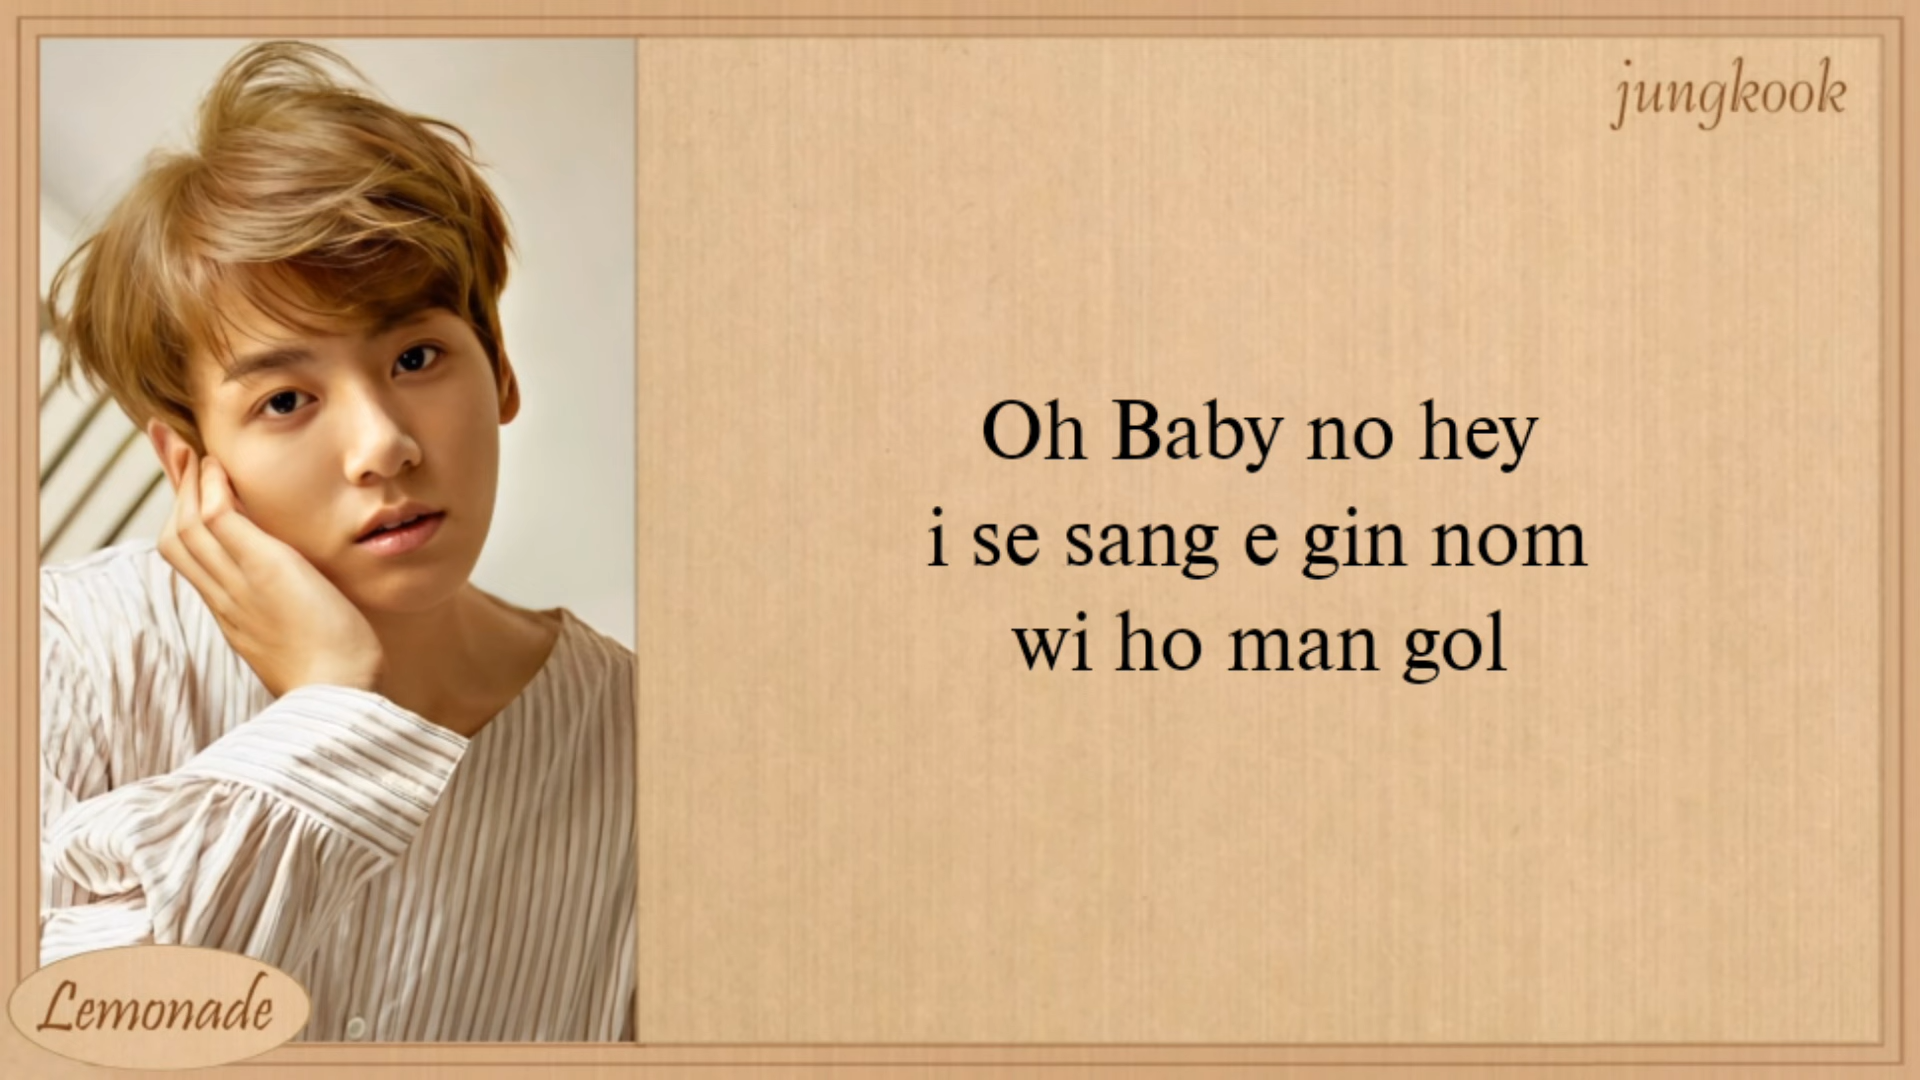 jungkook
Oh Baby no hey
i se sang e gin nom
wi ho man gol
Lemonade